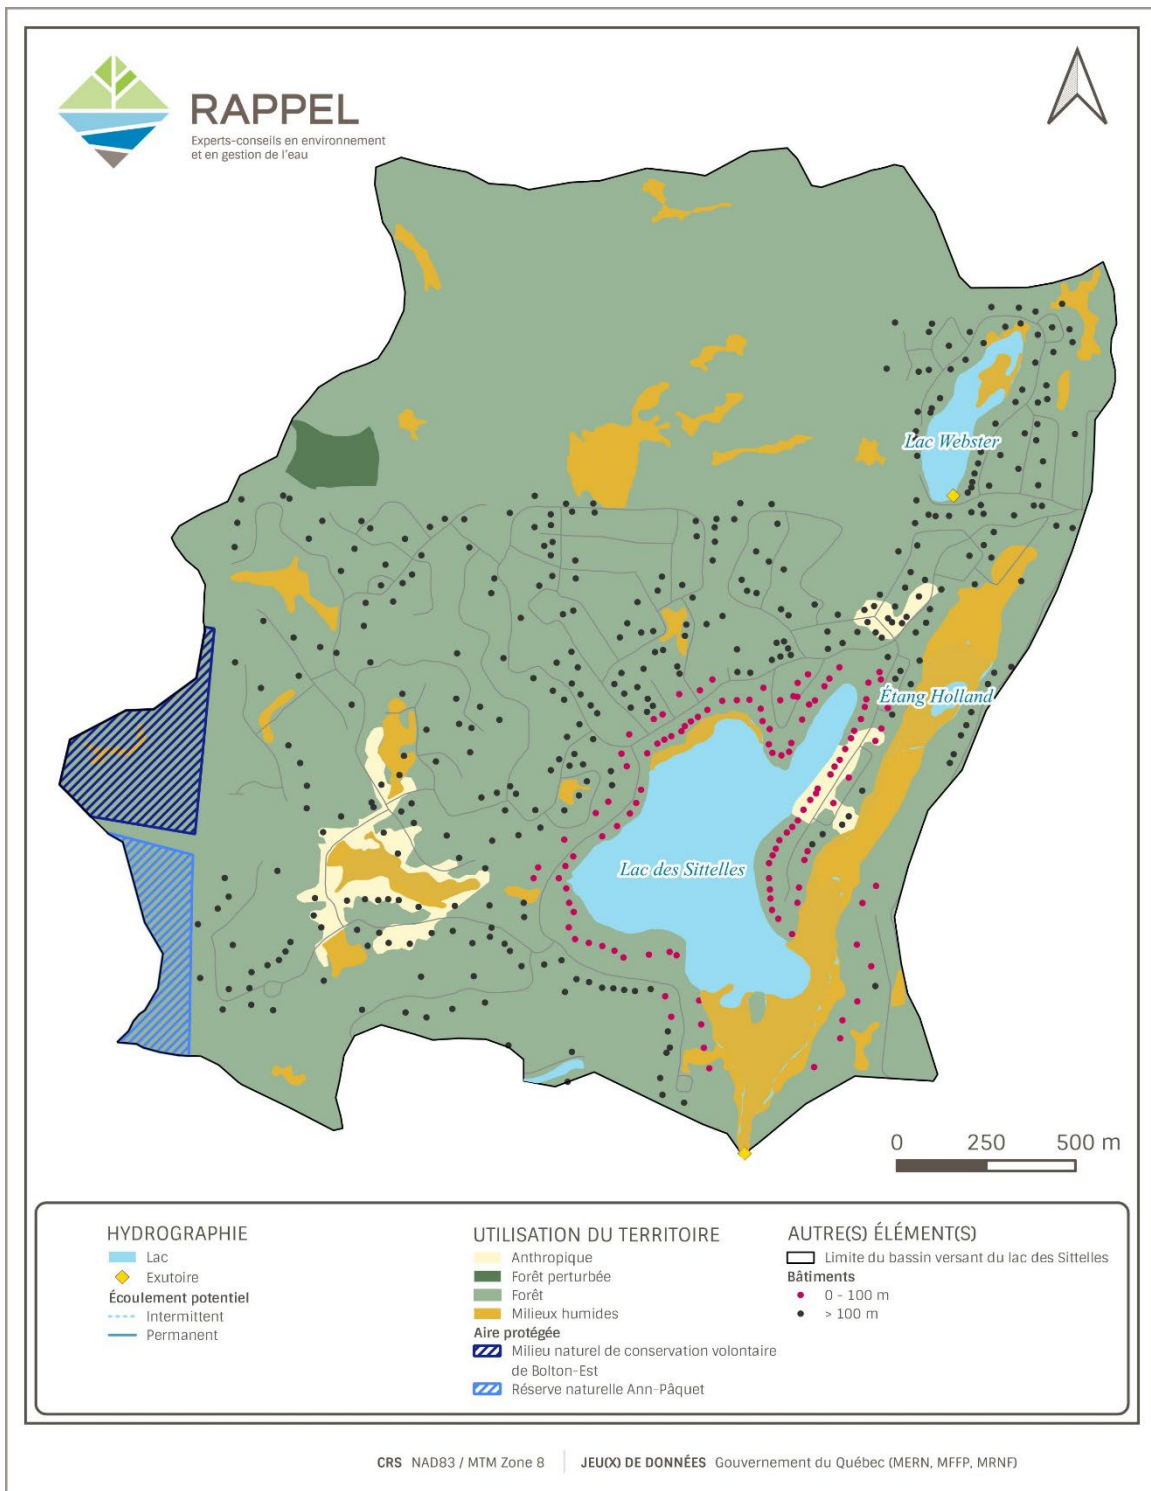 RAPPEL
Experts-conseils en environnement
et en gestion de l'eau
Lac Webster
Étang Holland
Lac des Sittelles
0 250 500 m
HYDROGRAPHIE
Lac
Exutoire
Écoulement potentiel
Intermittent
Permanent
UTILISATION DU TERRITOIRE
Anthropique
Forêt perturbée
Forêt
Milieux humides
Aire protégée
Milieu naturel de conservation volontaire
de Bolton-Est
Réserve naturelle Ann-Pâquet
AUTRE(S) ÉLÉMENT(S)
Limite du bassin versant du lac des Sittelles
Bâtiments
0 - 100 m
> 100 m
CRS NAD83 / MTM Zone 8 JEU(X) DE DONNÉES Gouvernement du Québec (MERN, MFFP, MRNF)